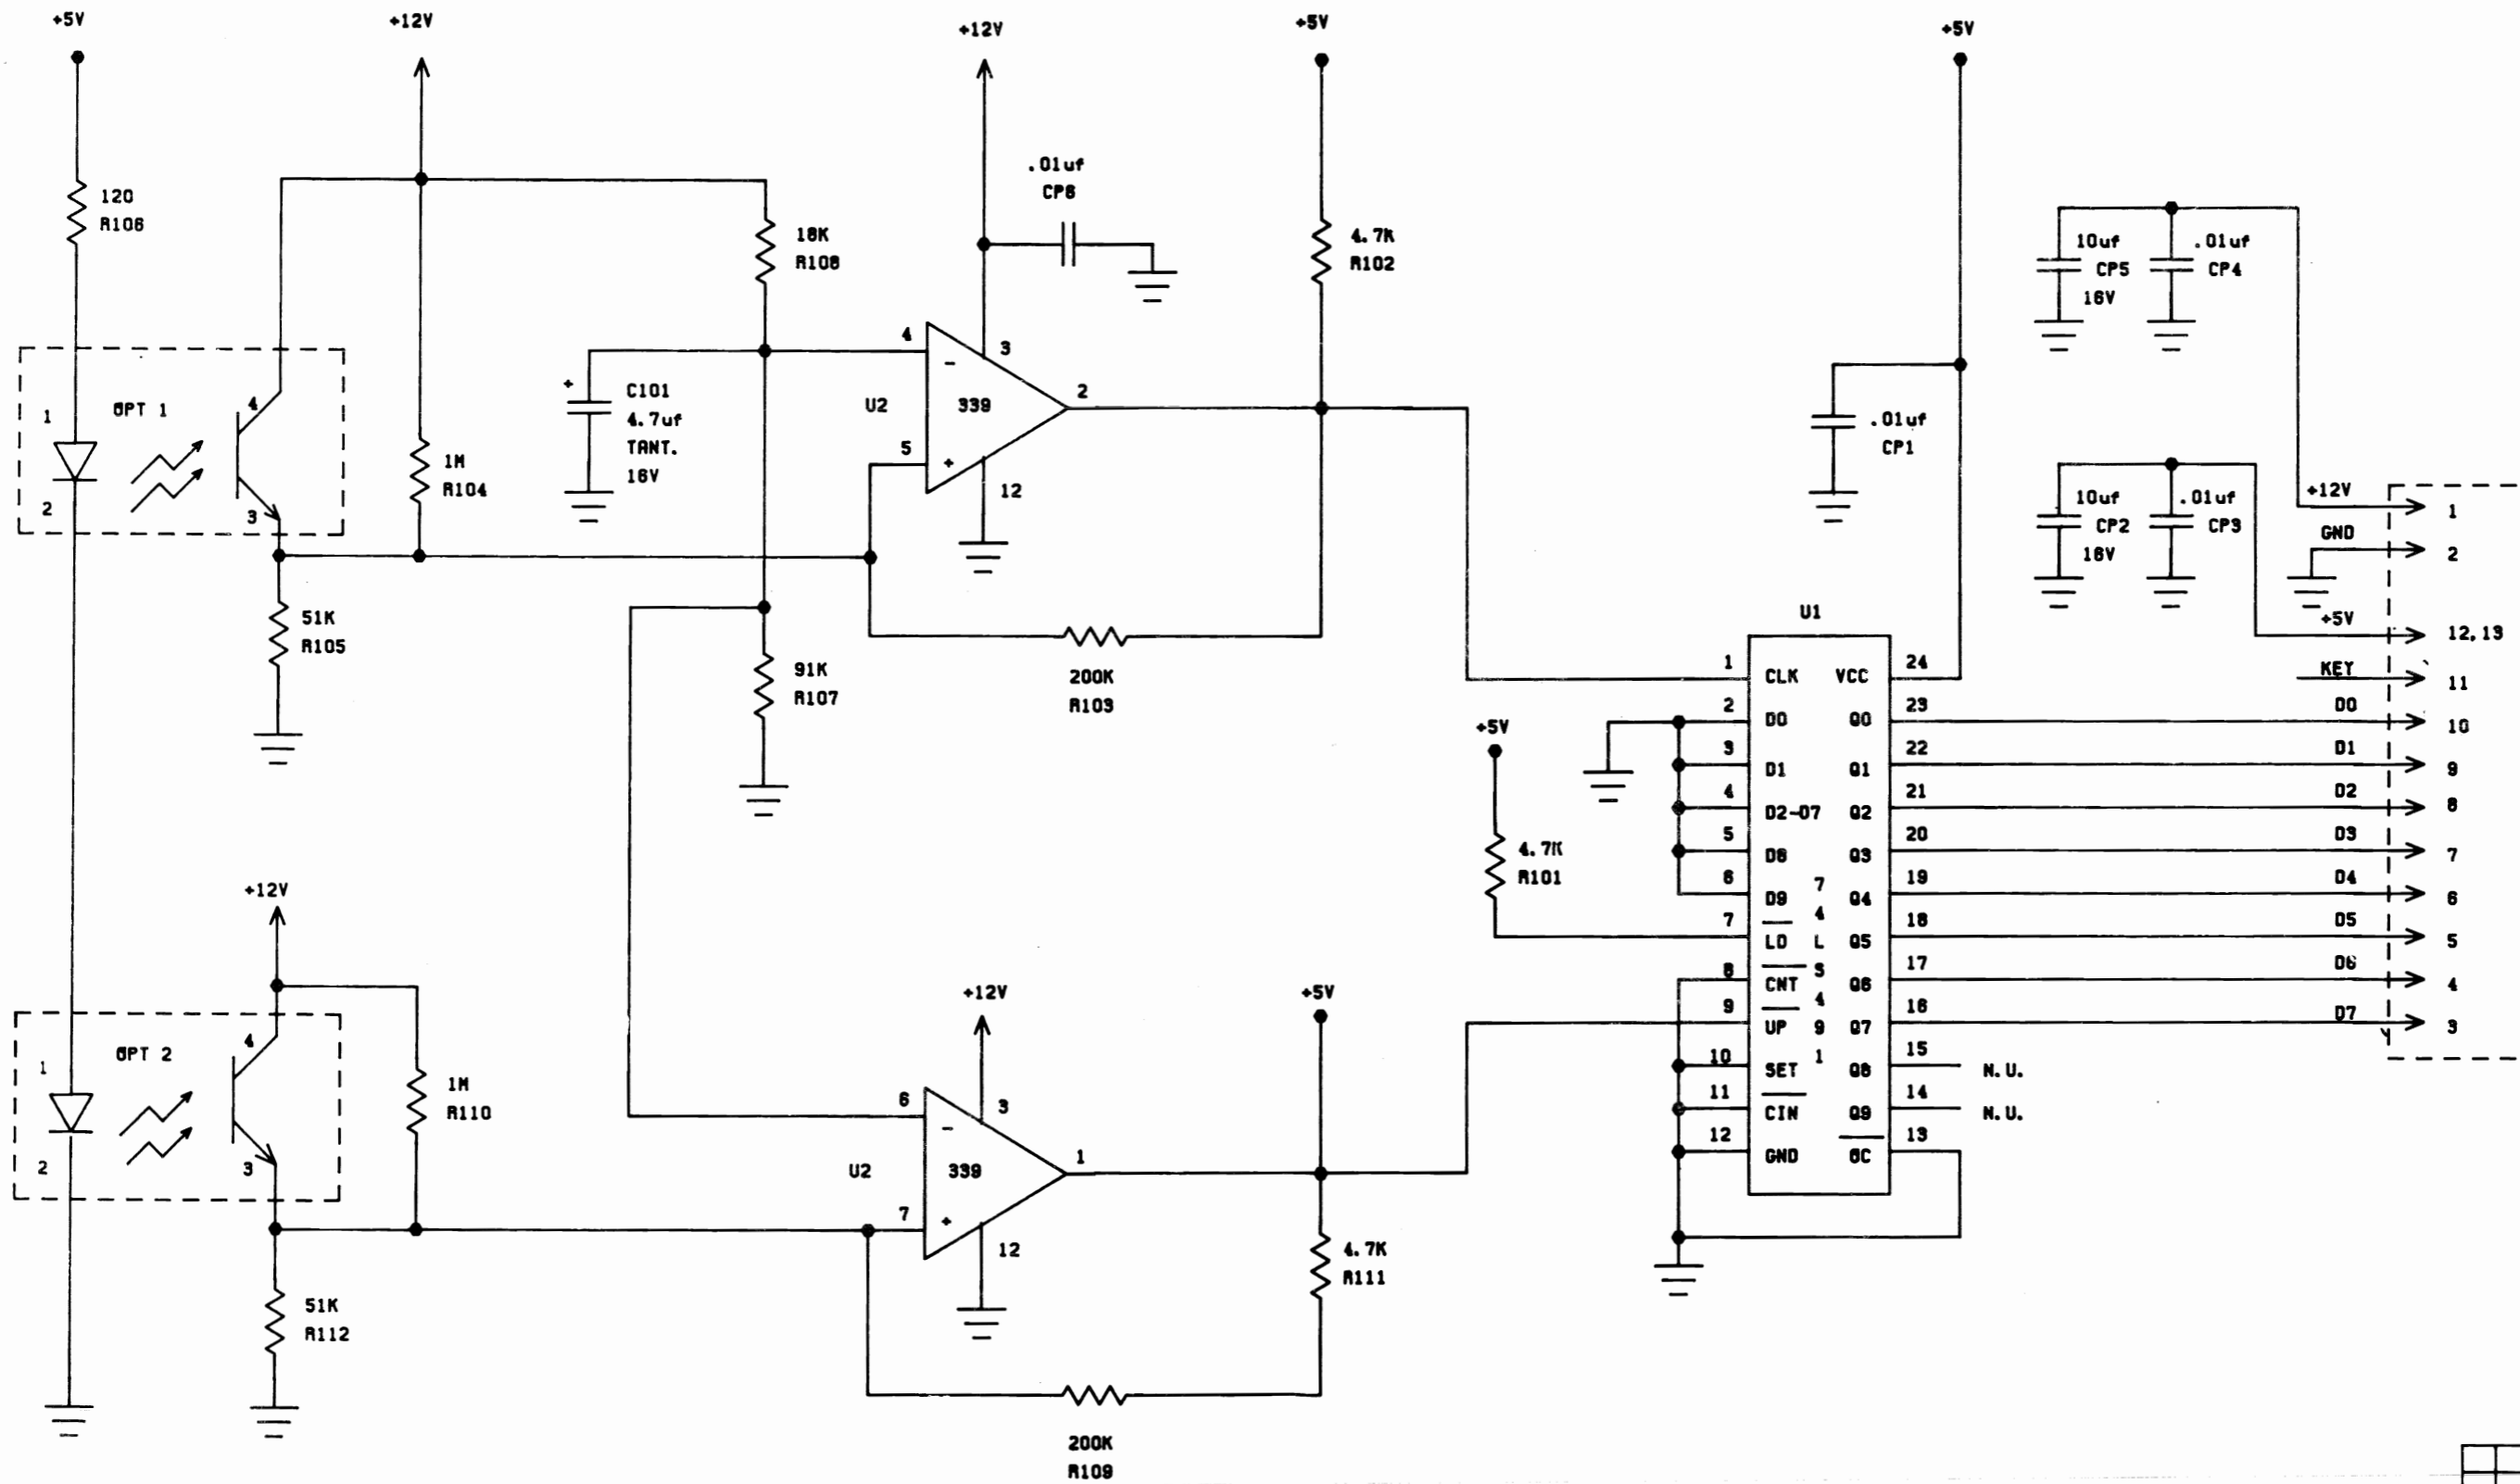 +5V
+12V
+12V
+5V
+5V
120
R106
18K
R108
.01uf
CP6
4.7K
R102
10uf
CP5
16V
.01uf
CP4
OPT 1
1
2
4
3
1M
R104
+
C101
4.7uf
TANT.
16V
U2
339
4
-
5
+
3
2
12
.01uf
CP1
10uf
CP2
16V
.01uf
CP3
51K
R105
91K
R107
200K
R103
+5V
4.7K
R101
U1
1 CLK VCC 24
2 D0 Q0 23
3 D1 Q1 22
4 D2-D7 Q2 21
5 D8 Q3 20
6 D9 Q4 19
7 LD Q5 18
8 CNT Q6 17
9 UP Q7 16
10 SET Q8 15 N.U.
11 CIN Q9 14 N.U.
12 GND OC 13
7
4
L
S
4
9
1
+12V 1
GND 2
+5V 12,13
KEY 11
D0 10
D1 9
D2 8
D3 7
D4 6
D5 5
D6 4
D7 3
+12V
OPT 2
1
2
4
3
1M
R110
51K
R112
+12V
+5V
U2
339
6
-
7
+
3
1
12
4.7K
R111
200K
R109